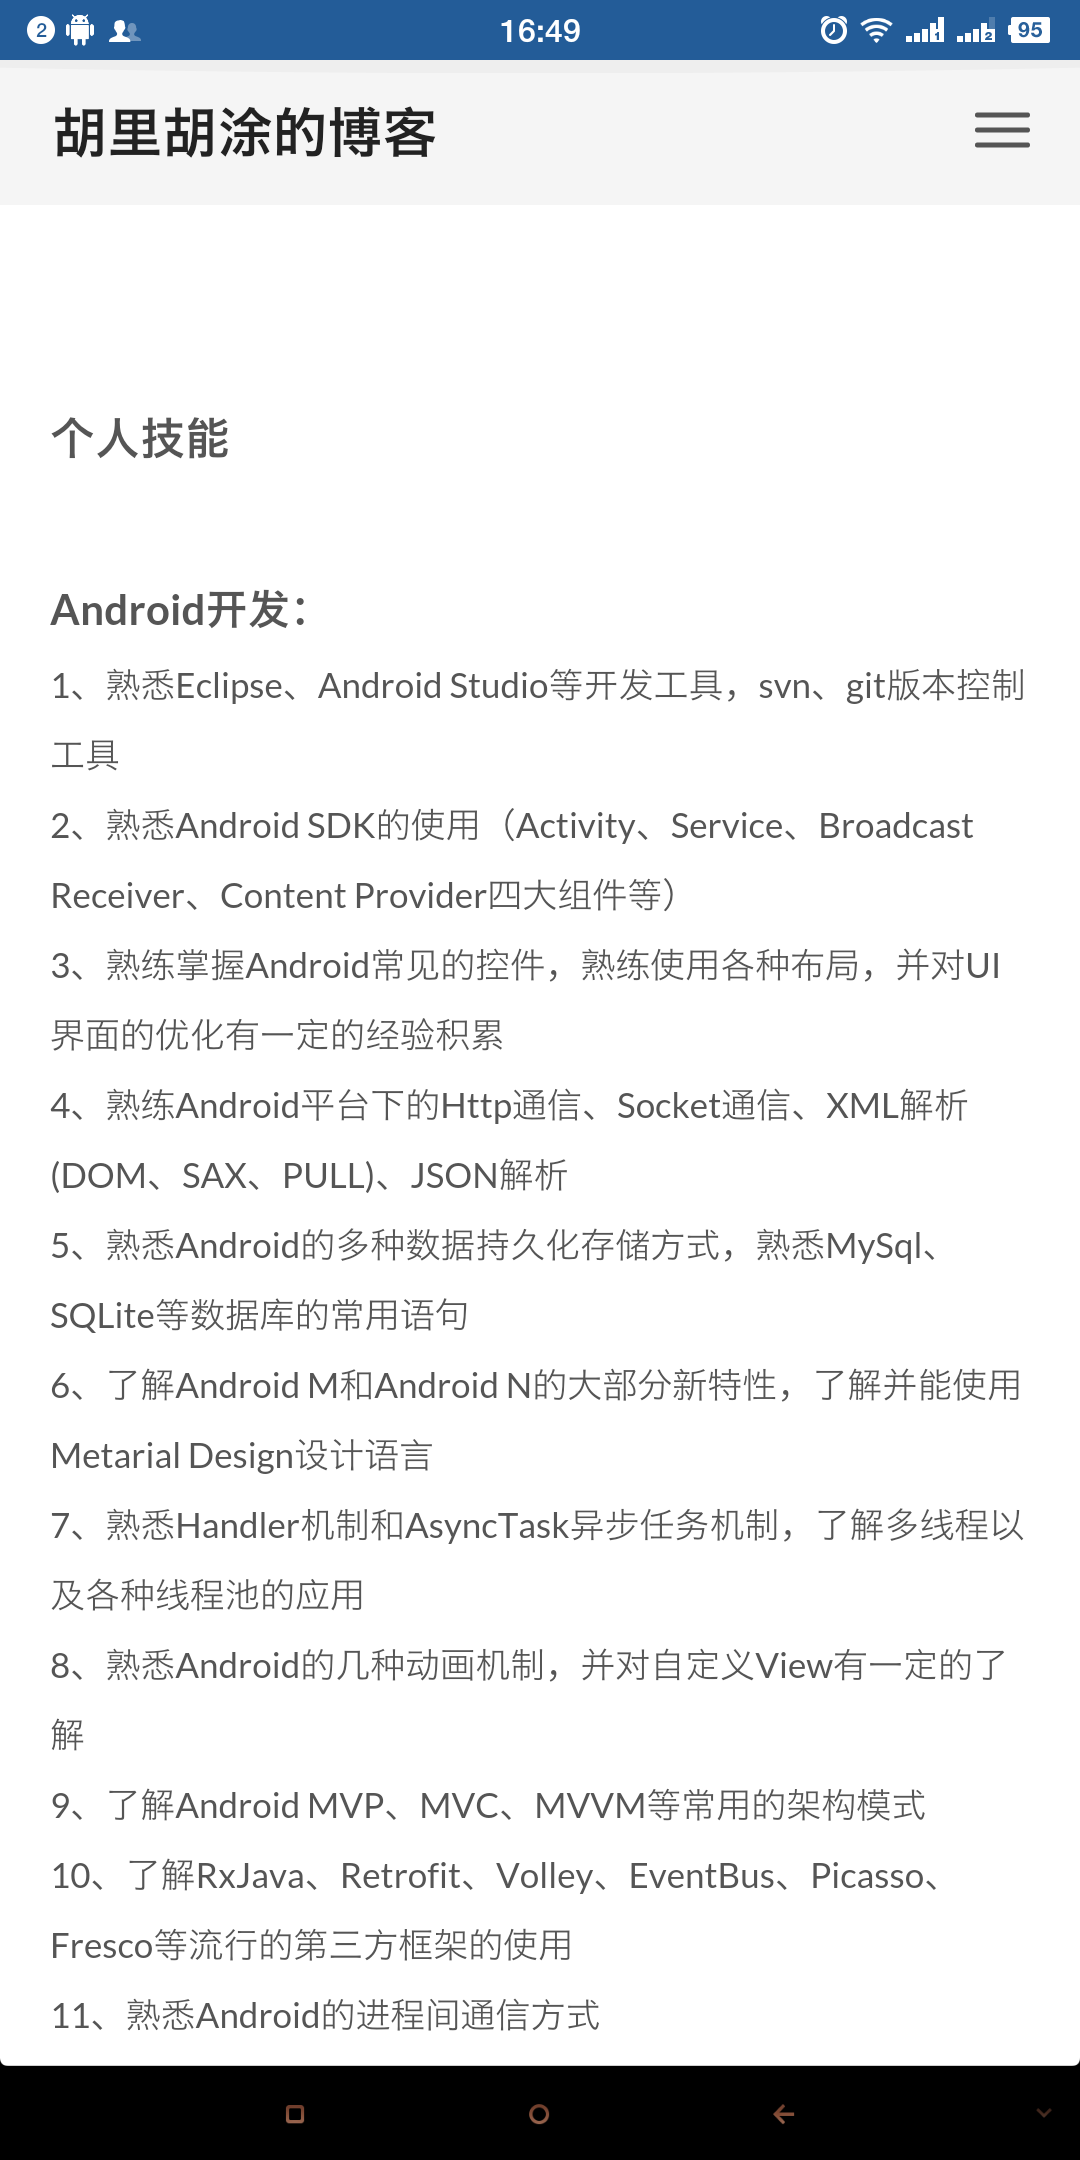 2
16:49
1
2
95
胡里胡涂的博客
个人技能
Android开发：
1、熟悉Eclipse、Android Studio等开发工具，svn、git版本控制
工具
2、熟悉Android SDK的使用（Activity、Service、Broadcast
Receiver、Content Provider四大组件等）
3、熟练掌握Android常见的控件，熟练使用各种布局，并对UI
界面的优化有一定的经验积累
4、熟练Android平台下的Http通信、Socket通信、XML解析
(DOM、SAX、PULL)、JSON解析
5、熟悉Android的多种数据持久化存储方式，熟悉MySql、
SQLite等数据库的常用语句
6、了解Android M和Android N的大部分新特性，了解并能使用
Metarial Design设计语言
7、熟悉Handler机制和AsyncTask异步任务机制，了解多线程以
及各种线程池的应用
8、熟悉Android的几种动画机制，并对自定义View有一定的了
解
9、了解Android MVP、MVC、MVVM等常用的架构模式
10、了解RxJava、Retrofit、Volley、EventBus、Picasso、
Fresco等流行的第三方框架的使用
11、熟悉Android的进程间通信方式